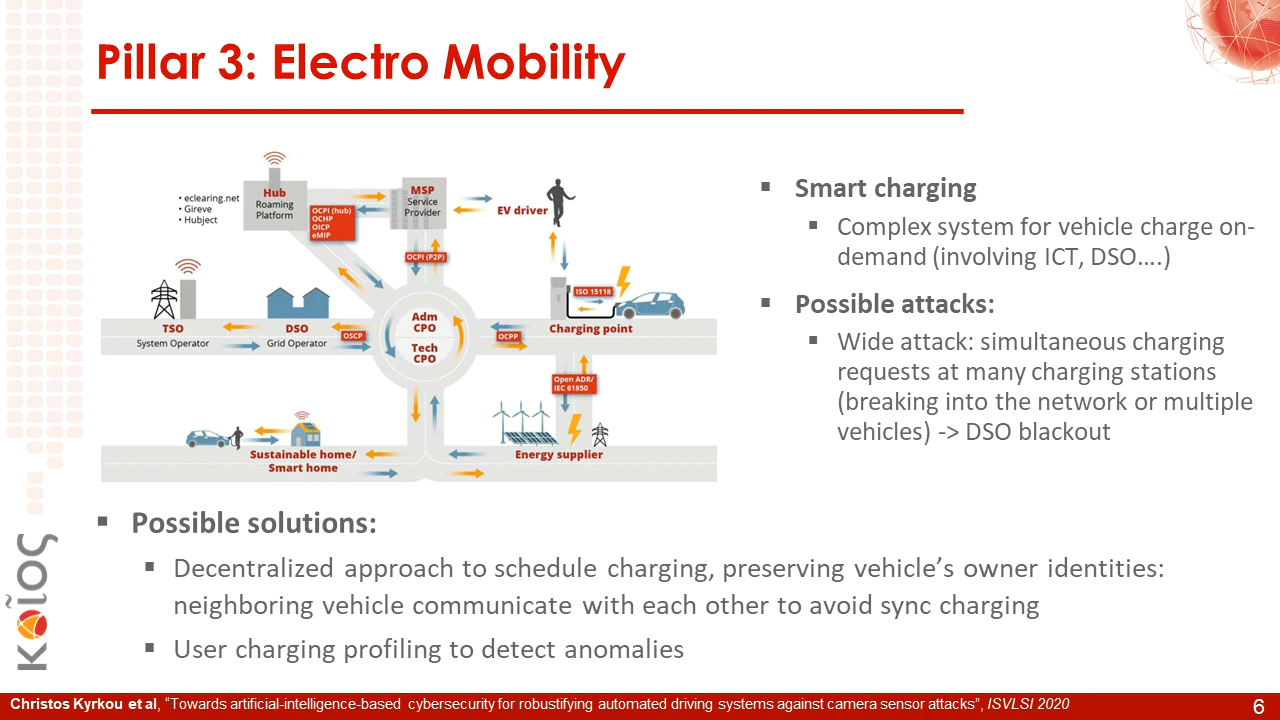 Pillar 3: Electro Mobility
• eclearing.net
• Gireve
• Hubject
Hub
Roaming
Platform
OCPI (hub)
OCHP
OICP
eMIP
MSP
Service
Provider
EV driver
OCPI (P2P)
ISO 15118
TSO
System Operator
DSO
Grid Operator
OSCP
Adm
CPO
Tech
CPO
OCPP
Charging point
Open ADR/
IEC 61850
Sustainable home/
Smart home
Energy supplier
▪ Smart charging
▪ Complex system for vehicle charge on-
demand (involving ICT, DSO….)
▪ Possible attacks:
▪ Wide attack: simultaneous charging
requests at many charging stations
(breaking into the network or multiple
vehicles) -> DSO blackout
▪ Possible solutions:
▪ Decentralized approach to schedule charging, preserving vehicle’s owner identities:
neighboring vehicle communicate with each other to avoid sync charging
▪ User charging profiling to detect anomalies
κοῖος
Christos Kyrkou et al, “Towards artificial-intelligence-based cybersecurity for robustifying automated driving systems against camera sensor attacks”, ISVLSI 2020
6